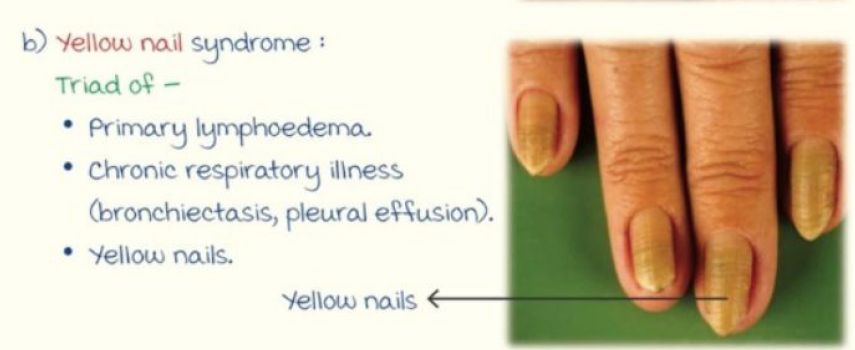 b) Yellow nail syndrome :
Triad of –
• Primary lymphoedema.
• Chronic respiratory illness
(bronchiectasis, pleural effusion).
• Yellow nails.
Yellow nails